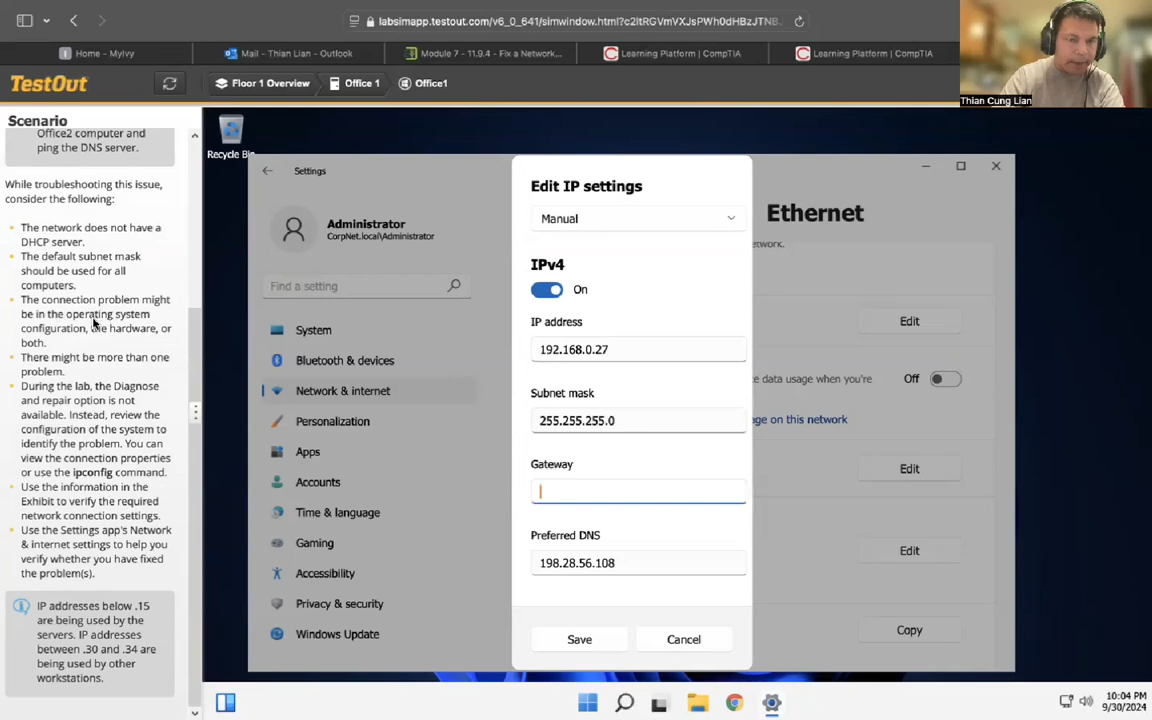 labsimapp.testout.com/v6_0_641/simwindow.html?c2ltRGVmVXJsPWh0dHBzJTNB...
Home - MyIvy
Mail - Thian Lian - Outlook
Module 7 - 11.9.4 - Fix a Network...
Learning Platform | CompTIA
Learning Platform | CompTIA
TestOut
Floor 1 Overview
Office 1
Office1
Thian Cung Lian
Scenario
Office2 computer and
ping the DNS server.
While troubleshooting this issue,
consider the following:
The network does not have a
DHCP server.
The default subnet mask
should be used for all
computers.
The connection problem might
be in the operating system
configuration, the hardware, or
both.
There might be more than one
problem.
During the lab, the Diagnose
and repair option is not
available. Instead, review the
configuration of the system to
identify the problem. You can
view the connection properties
or use the ipconfig command.
Use the information in the
Exhibit to verify the required
network connection settings.
Use the Settings app's Network
& internet settings to help you
verify whether you have fixed
the problem(s).
IP addresses below .15
are being used by the
servers. IP addresses
between .30 and .34 are
being used by other
workstations.
Recycle Bin
Settings
Administrator
CorpNet.local\Administrator
Find a setting
System
Bluetooth & devices
Network & internet
Personalization
Apps
Accounts
Time & language
Gaming
Accessibility
Privacy & security
Windows Update
Edit IP settings
Manual
IPv4
On
IP address
192.168.0.27
Subnet mask
255.255.255.0
Gateway
Preferred DNS
198.28.56.108
Save
Cancel
Ethernet
network.
Edit
ce data usage when you're
Off
age on this network
Edit
Edit
Copy
10:04 PM
9/30/2024